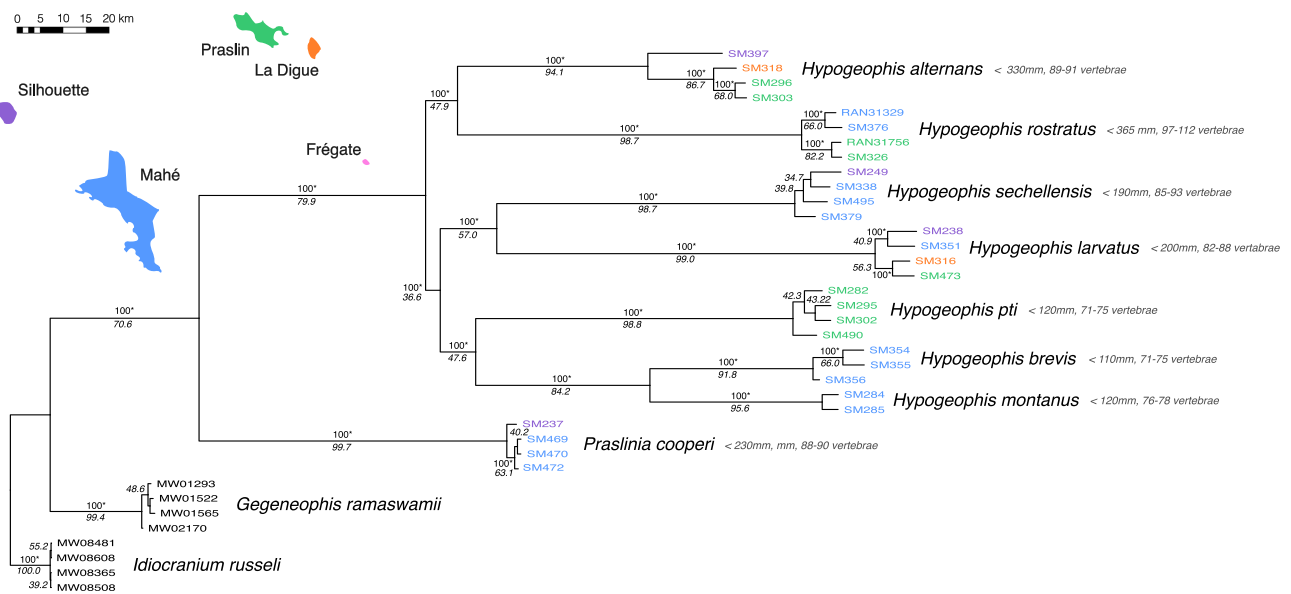 0 5 10 15 20 km
Praslin
La Digue
Silhouette
Frégate
Mahé
100*
94.1
SM397
SM318
86.7
100*
SM296
68.0
SM303
Hypogeophis alternans < 330mm, 89-91 vertebrae
100*
47.9
100*
98.7
100*
RAN31329
66.0
SM376
100*
RAN31756
82.2
SM326
Hypogeophis rostratus < 365 mm, 97-112 vertebrae
100*
79.9
100*
98.7
34.7
SM249
39.8
SM338
SM495
SM379
Hypogeophis sechellensis < 190mm, 85-93 vertebrae
100*
57.0
100*
99.0
100*
SM238
40.9
SM351
56.3
SM316
100*
SM473
Hypogeophis larvatus < 200mm, 82-88 vertabrae
100*
36.6
100*
98.8
42.3
SM282
43.22
SM295
SM302
SM490
Hypogeophis pti < 120mm, 71-75 vertebrae
100*
47.6
100*
84.2
100*
91.8
100*
SM354
66.0
SM355
SM356
Hypogeophis brevis < 110mm, 71-75 vertebrae
100*
95.6
SM284
SM285
Hypogeophis montanus < 120mm, 76-78 vertebrae
100*
70.6
100*
99.7
SM237
40.2
SM469
SM470
100*
63.1
SM472
Praslinia cooperi < 230mm, mm, 88-90 vertebrae
100*
99.4
48.6
MW01293
MW01522
MW01565
MW02170
Gegeneophis ramaswamii
100*
100.0
55.2
MW08481
MW08608
MW08365
39.2
MW08508
Idiocranium russeli